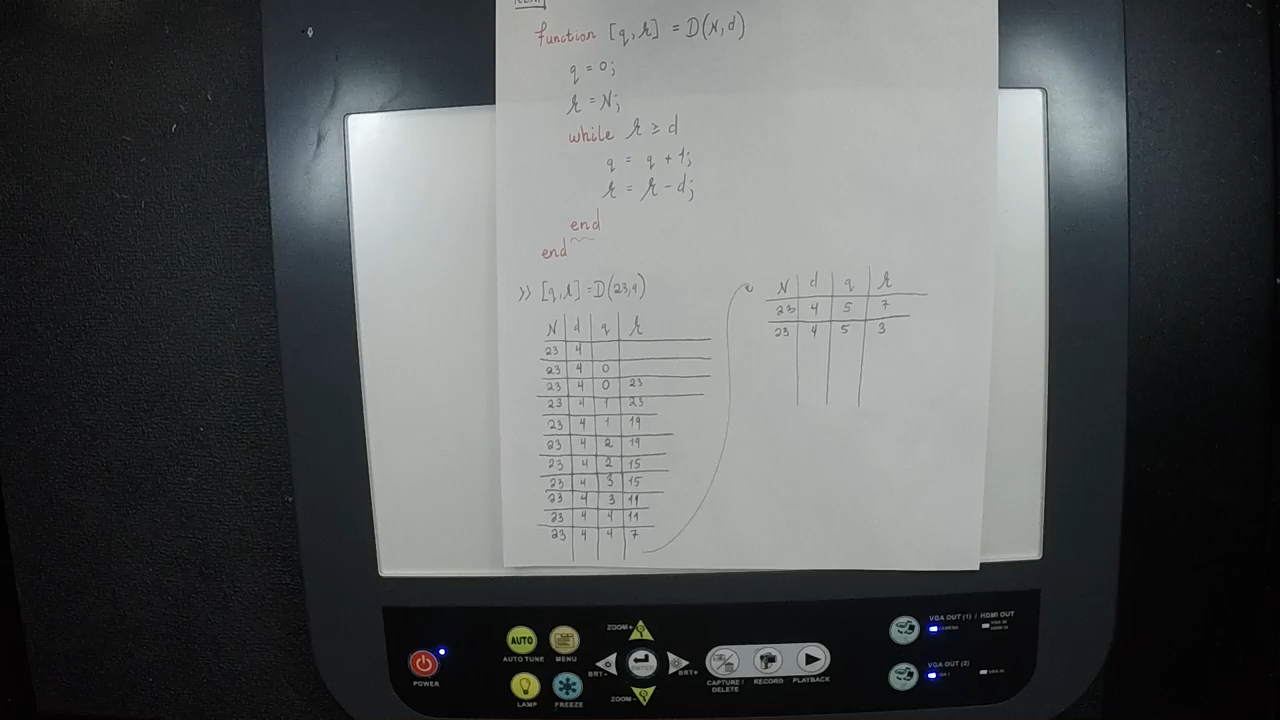 function [q, r] = D(N, d)
q = 0;
r = N;
while r ≥ d
q = q + 1;
r = r - d;
end
end
>> [q, r] = D(23,4)
N d q r
23 4
23 4 0
23 4 0 23
23 4 1 23
23 4 1 19
23 4 2 19
23 4 2 15
23 4 3 15
23 4 3 11
23 4 4 11
23 4 4 7
N d q r
23 4 5 7
23 4 5 3
POWER
AUTO
AUTO TUNE
MENU
LAMP
FREEZE
ZOOM+
BRT-
ENTER
BRT+
ZOOM-
CAPTURE / DELETE
RECORD
PLAYBACK
VGA OUT (1) / HDMI OUT
CAMERA
VGA OUT (2)